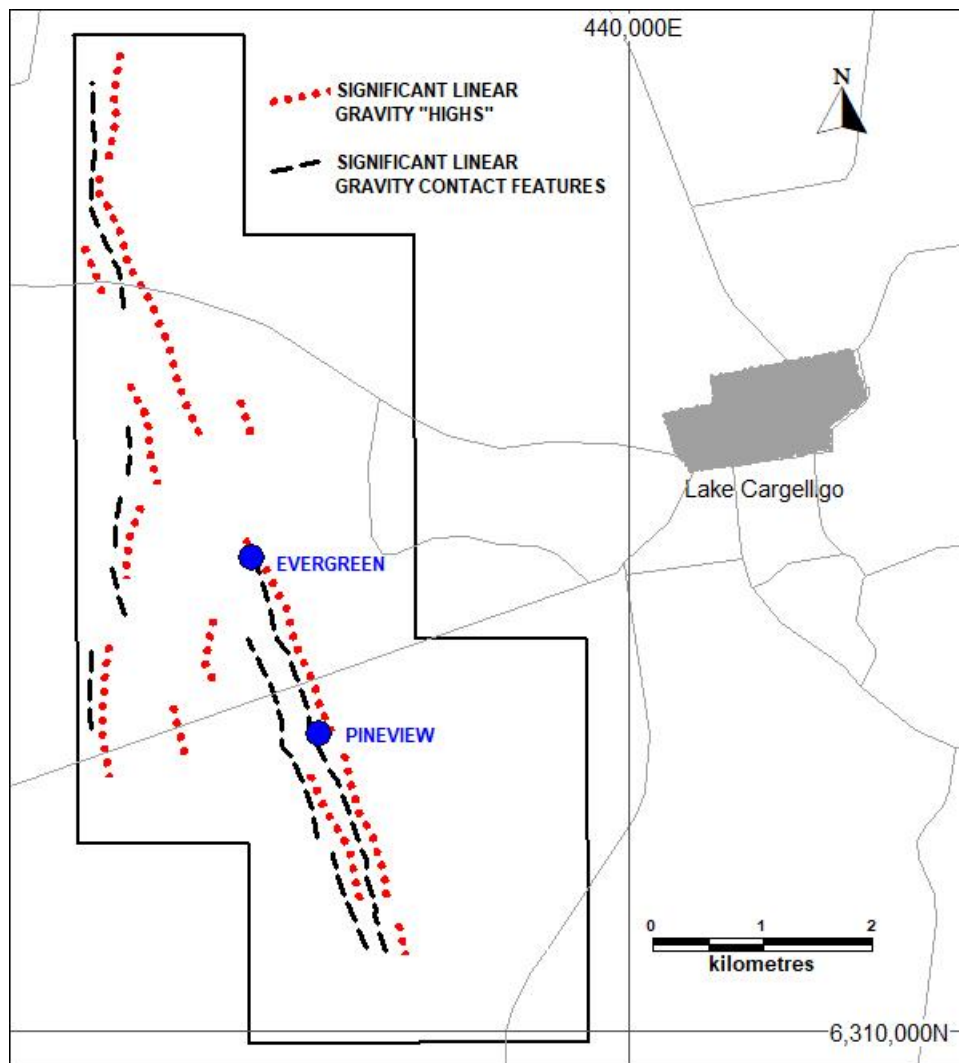 440,000E
N
SIGNIFICANT LINEAR
GRAVITY "HIGHS"
SIGNIFICANT LINEAR
GRAVITY CONTACT FEATURES
Lake Cargelligo
EVERGREEN
PINEVIEW
0 1 2
kilometres
6,310,000N